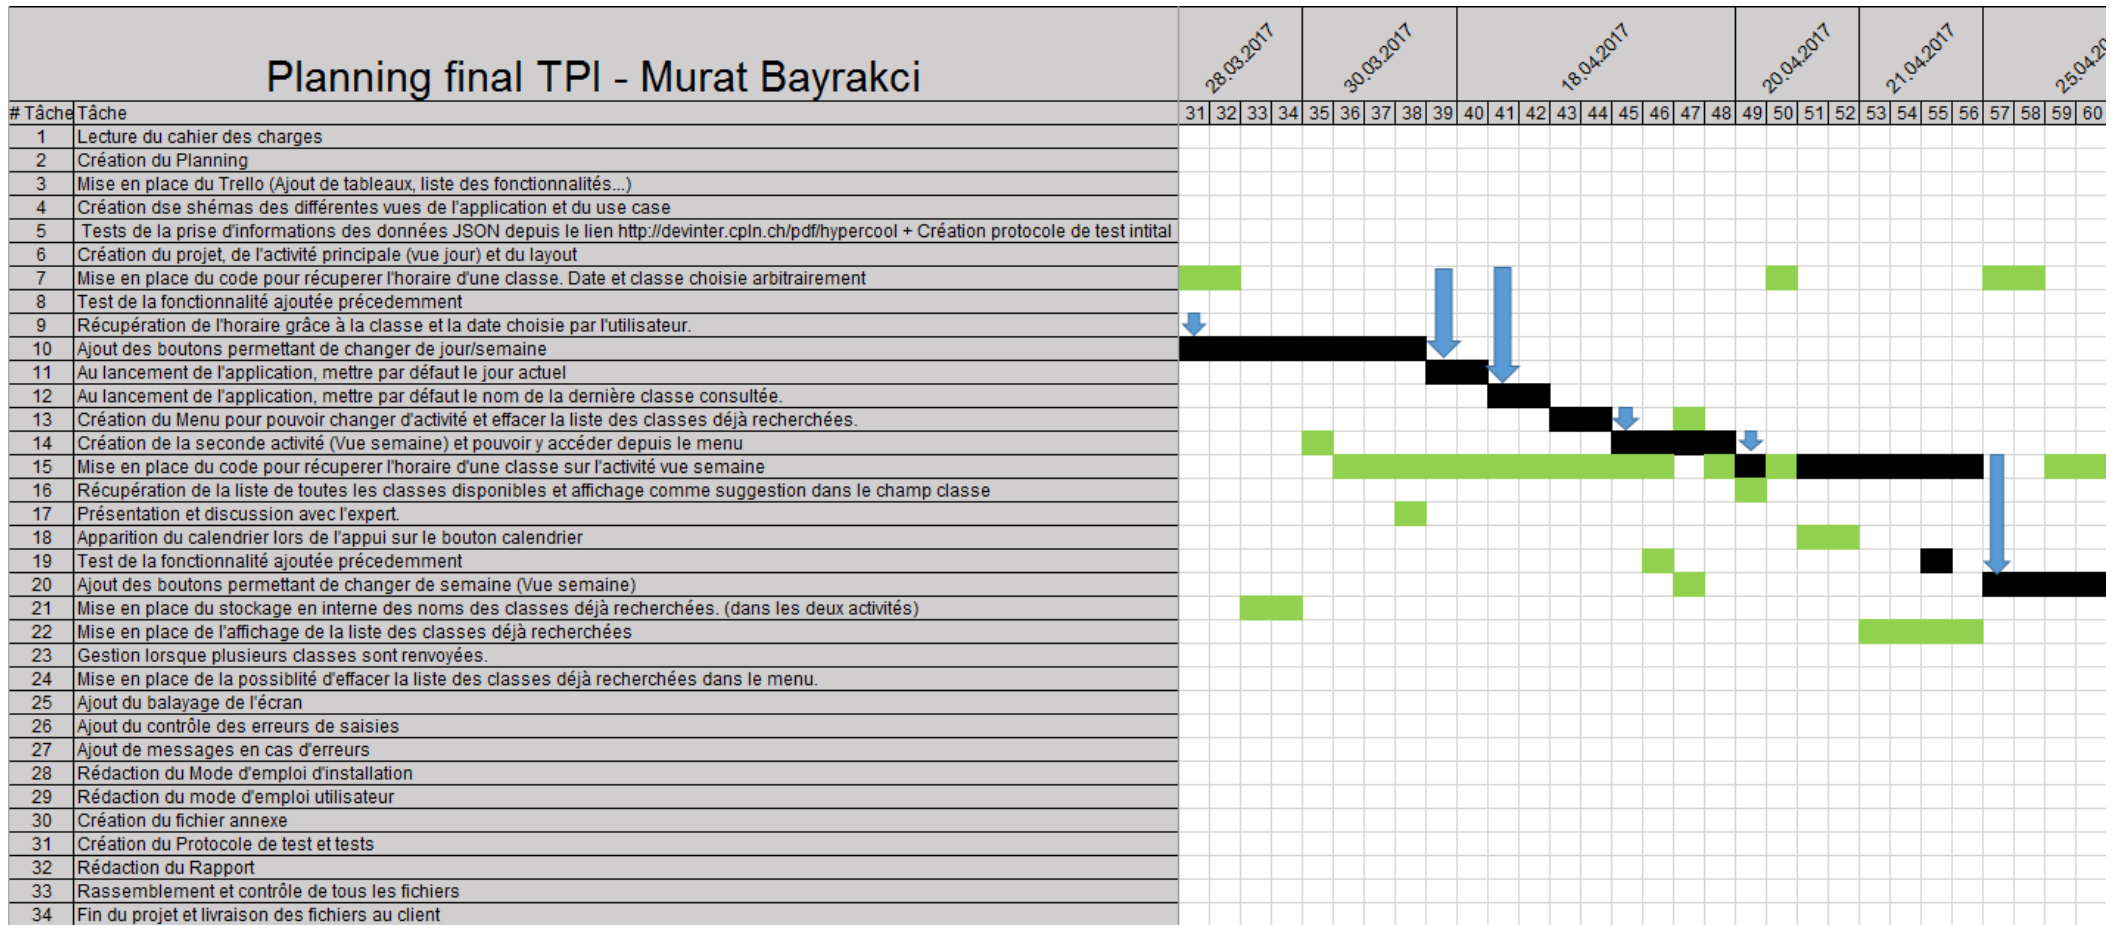 Planning final TPI - Murat Bayrakci
28.03.2017 30.03.2017 18.04.2017 20.04.2017 21.04.2017 25.04.20
# Tâche Tâche 31 32 33 34 35 36 37 38 39 40 41 42 43 44 45 46 47 48 49 50 51 52 53 54 55 56 57 58 59 60
1 Lecture du cahier des charges
2 Création du Planning
3 Mise en place du Trello (Ajout de tableaux, liste des fonctionnalités...)
4 Création dse shémas des différentes vues de l'application et du use case
5 Tests de la prise d'informations des données JSON depuis le lien http://devinter.cpln.ch/pdf/hypercool + Création protocole de test intital
6 Création du projet, de l'activité principale (vue jour) et du layout
7 Mise en place du code pour récuperer l'horaire d'une classe. Date et classe choisie arbitrairement
8 Test de la fonctionnalité ajoutée précedemment
9 Récupération de l'horaire grâce à la classe et la date choisie par l'utilisateur.
10 Ajout des boutons permettant de changer de jour/semaine
11 Au lancement de l'application, mettre par défaut le jour actuel
12 Au lancement de l'application, mettre par défaut le nom de la dernière classe consultée.
13 Création du Menu pour pouvoir changer d'activité et effacer la liste des classes déjà recherchées.
14 Création de la seconde activité (Vue semaine) et pouvoir y accéder depuis le menu
15 Mise en place du code pour récuperer l'horaire d'une classe sur l'activité vue semaine
16 Récupération de la liste de toutes les classes disponibles et affichage comme suggestion dans le champ classe
17 Présentation et discussion avec l'expert.
18 Apparition du calendrier lors de l'appui sur le bouton calendrier
19 Test de la fonctionnalité ajoutée précedemment
20 Ajout des boutons permettant de changer de semaine (Vue semaine)
21 Mise en place du stockage en interne des noms des classes déjà recherchées. (dans les deux activités)
22 Mise en place de l'affichage de la liste des classes déjà recherchées
23 Gestion lorsque plusieurs classes sont renvoyées.
24 Mise en place de la possiblité d'effacer la liste des classes déjà recherchées dans le menu.
25 Ajout du balayage de l'écran
26 Ajout du contrôle des erreurs de saisies
27 Ajout de messages en cas d'erreurs
28 Rédaction du Mode d'emploi d'installation
29 Rédaction du mode d'emploi utilisateur
30 Création du fichier annexe
31 Création du Protocole de test et tests
32 Rédaction du Rapport
33 Rassemblement et contrôle de tous les fichiers
34 Fin du projet et livraison des fichiers au client